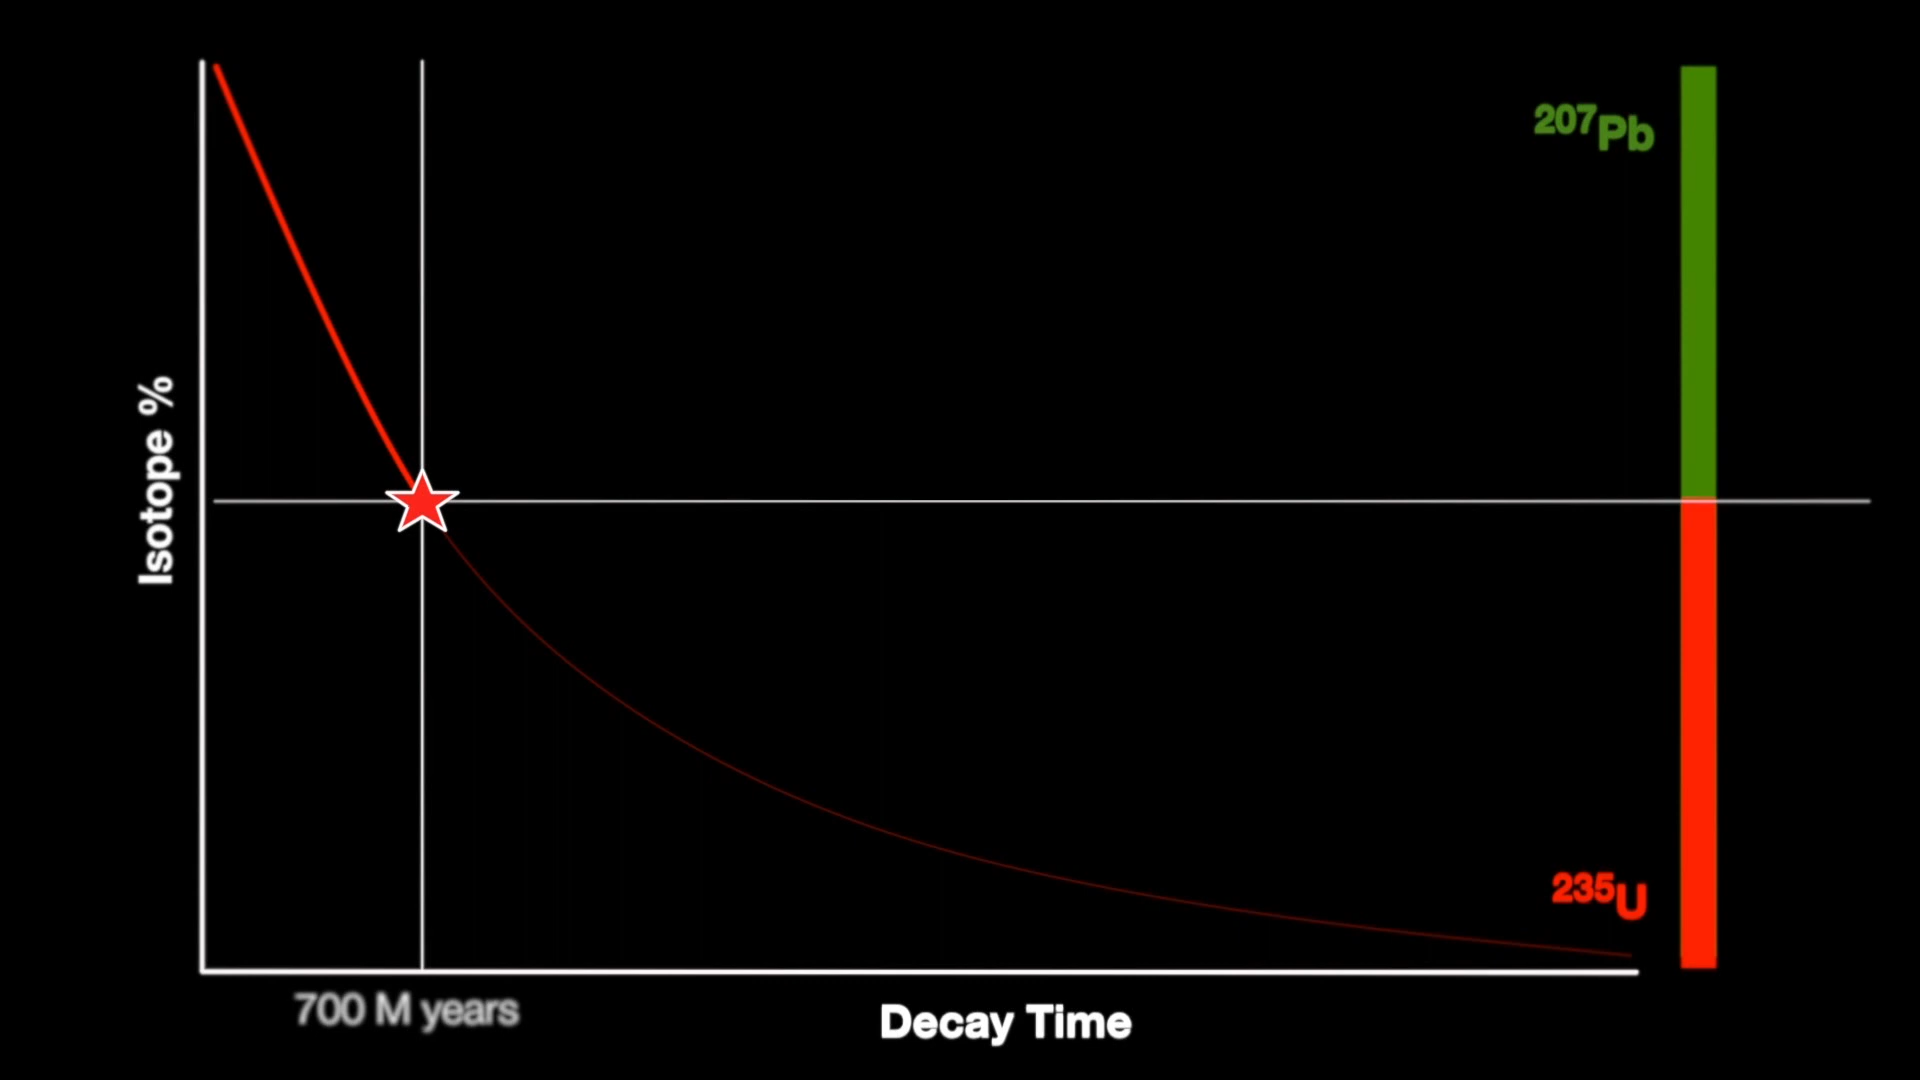 ²⁰⁷Pb
Isotope %
²³⁵U
700 M years
Decay Time